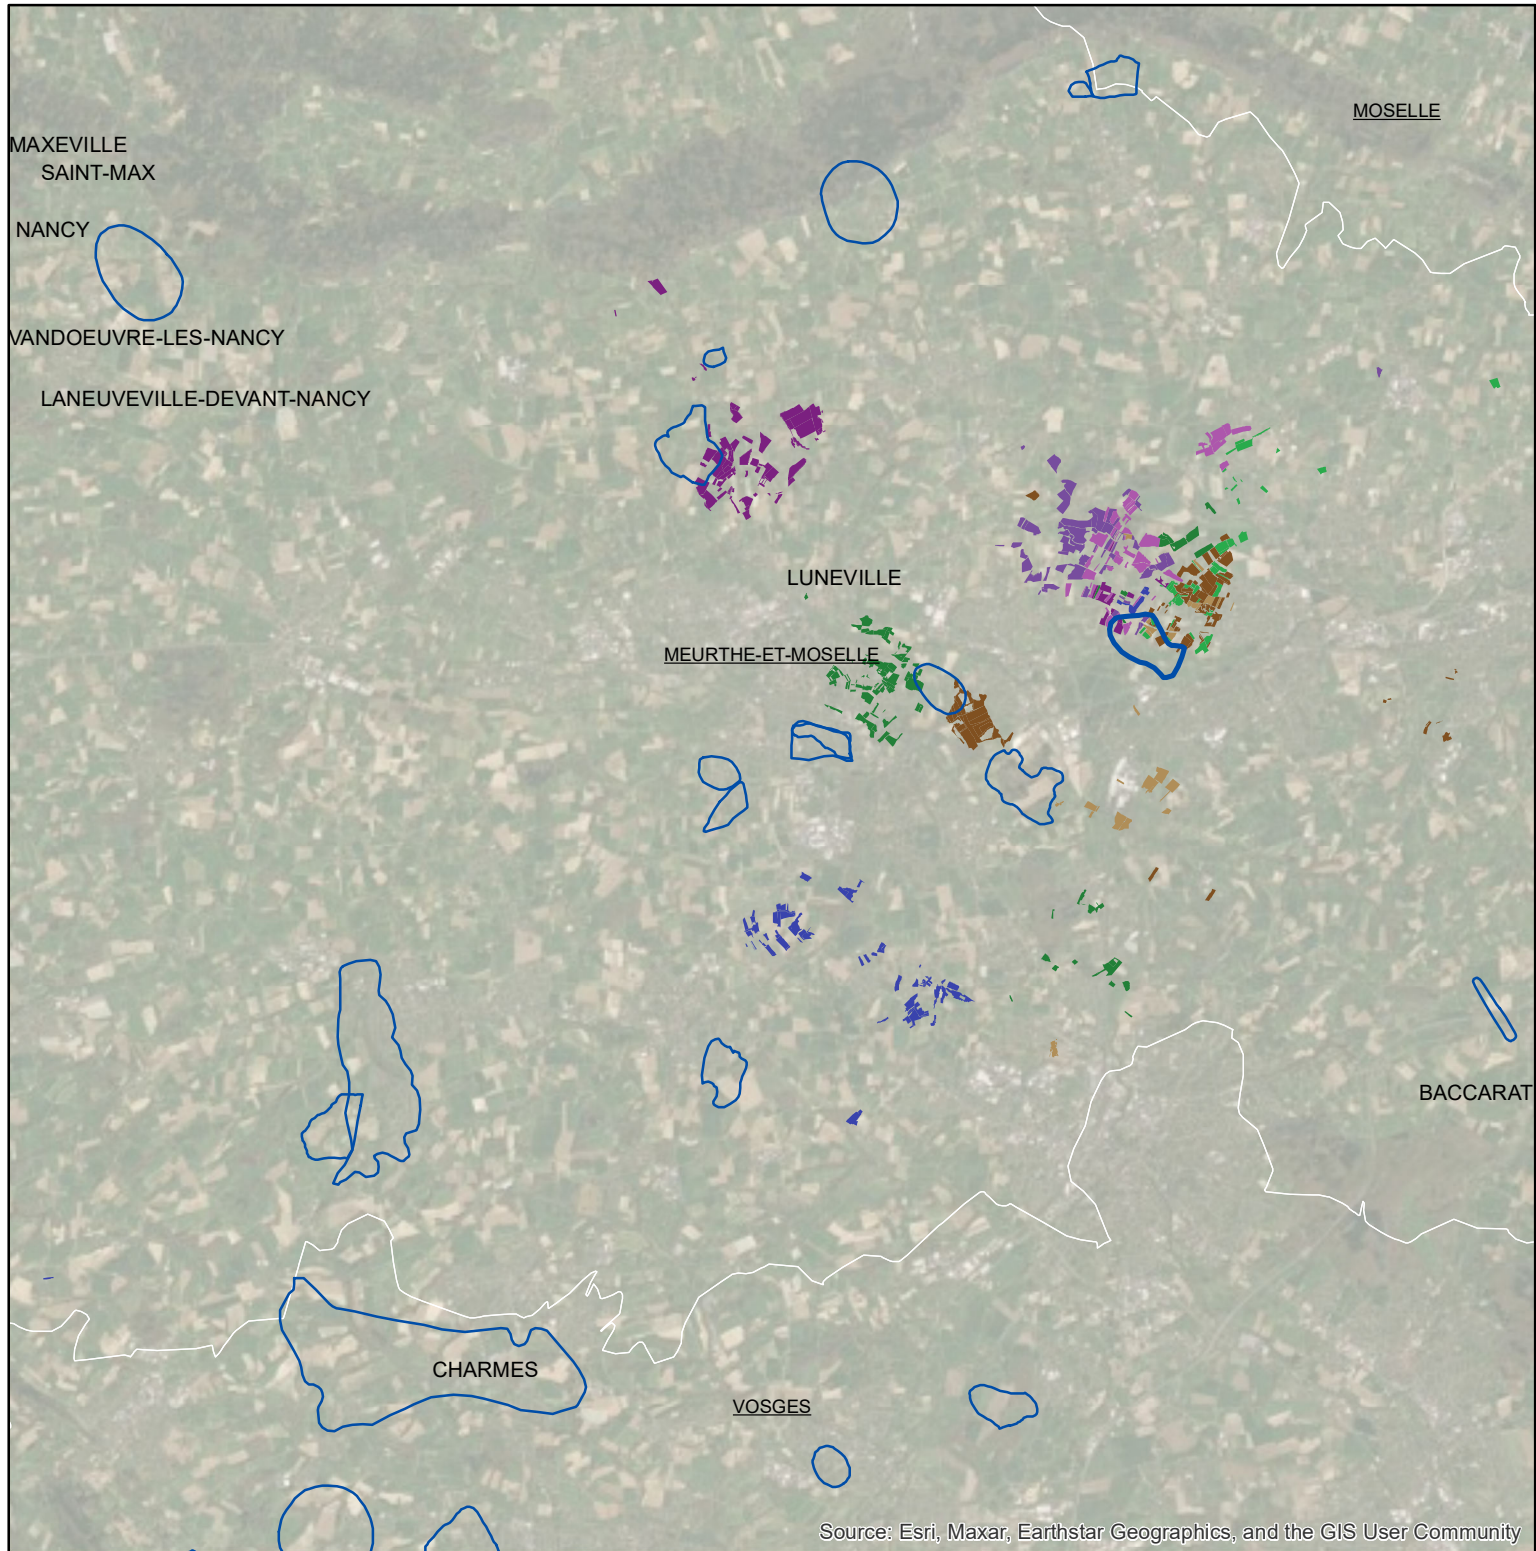 MOSELLE
MAXEVILLE
SAINT-MAX
NANCY
VANDOEUVRE-LES-NANCY
LANEUVEVILLE-DEVANT-NANCY
LUNEVILLE
MEURTHE-ET-MOSELLE
BACCARAT
CHARMES
VOSGES
Source: Esri, Maxar, Earthstar Geographics, and the GIS User Community